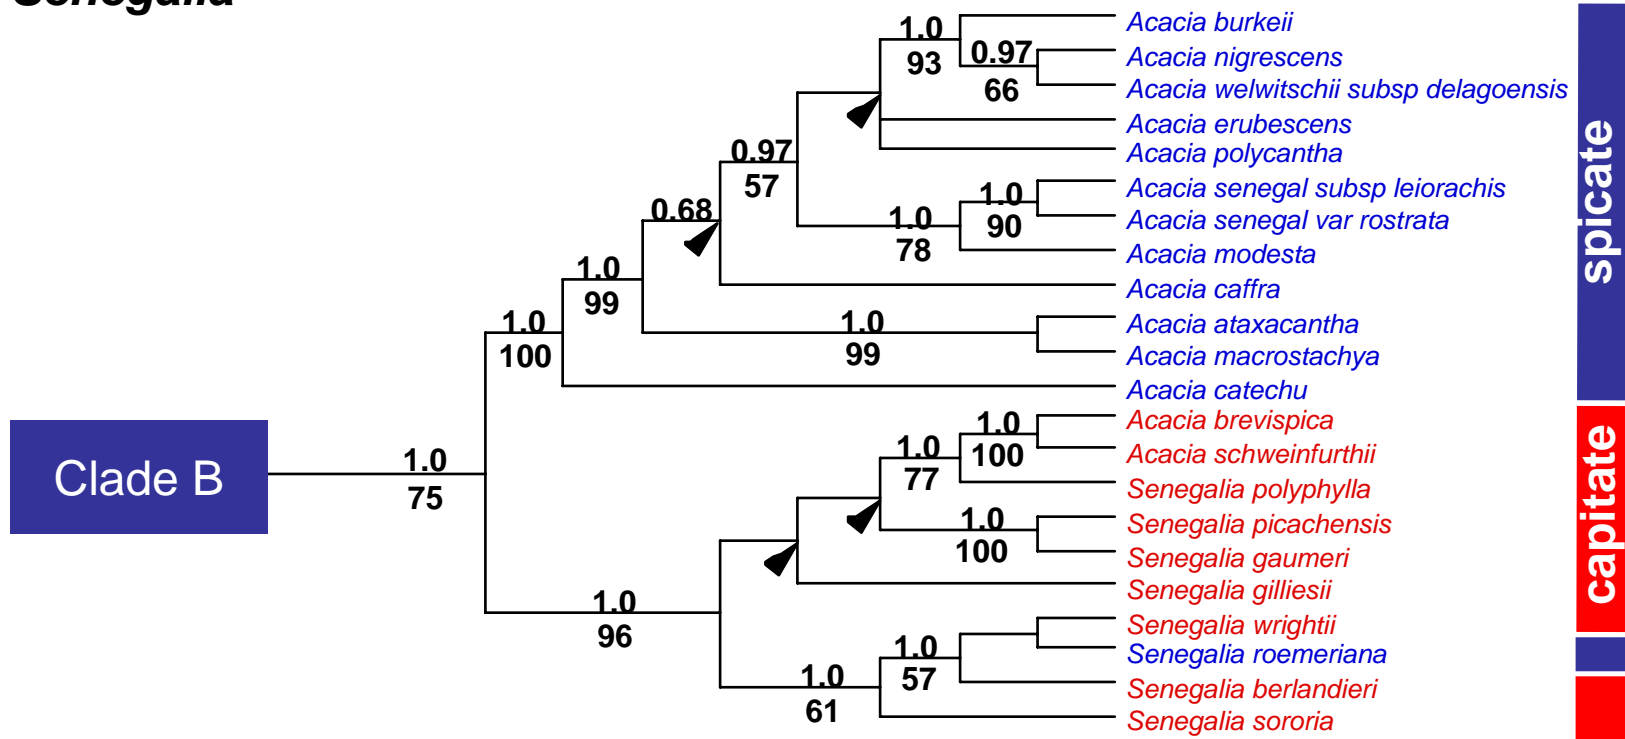 Senegalia
1.0
93
0.97
66
0.97
57
0.68
1.0
78
1.0
90
1.0
99
1.0
100
1.0
99
Clade B
1.0
75
1.0
96
1.0
77
1.0
100
1.0
100
1.0
61
1.0
57
Acacia burkeii
Acacia nigrescens
Acacia welwitschii subsp delagoensis
Acacia erubescens
Acacia polycantha
Acacia senegal subsp leiorachis
Acacia senegal var rostrata
Acacia modesta
Acacia caffra
Acacia ataxacantha
Acacia macrostachya
Acacia catechu
Acacia brevispica
Acacia schweinfurthii
Senegalia polyphylla
Senegalia picachensis
Senegalia gaumeri
Senegalia gilliesii
Senegalia wrightii
Senegalia roemeriana
Senegalia berlandieri
Senegalia sororia
spicate
capitate